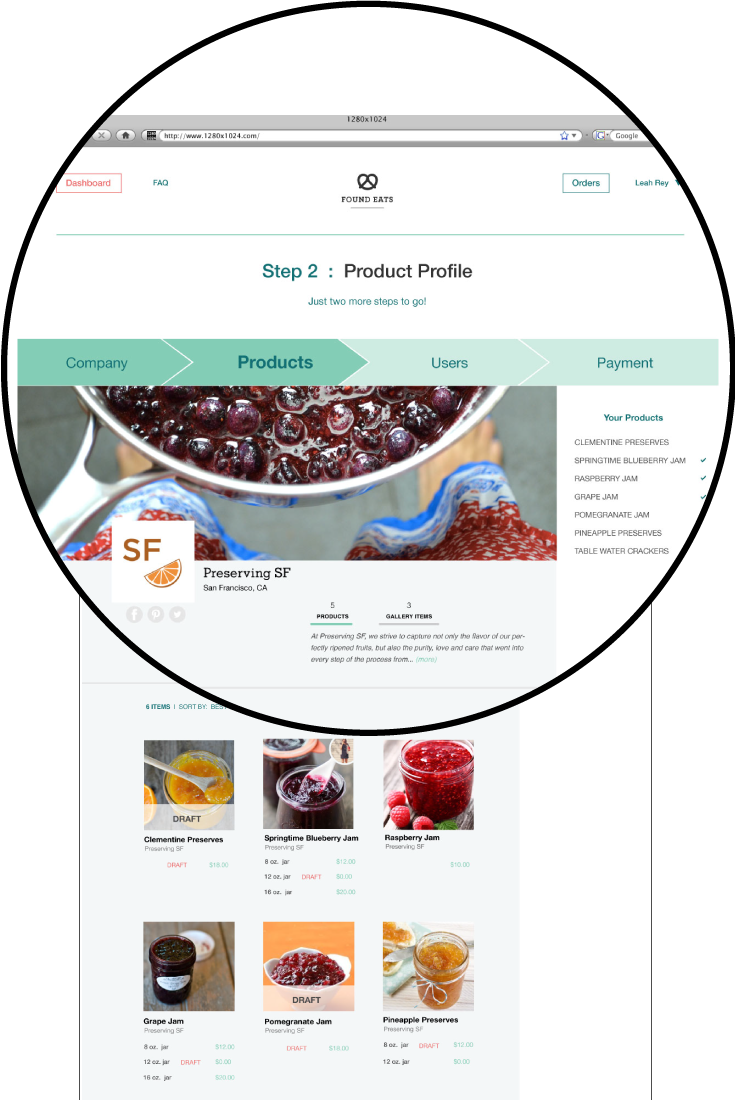 1280x1024
http://www.1280x1024.com/
Google
Dashboard
FAQ
FOUND EATS
Orders
Leah Rey
Step 2 : Product Profile
Just two more steps to go!
Company
Products
Users
Payment
Your Products
CLEMENTINE PRESERVES
SPRINGTIME BLUEBERRY JAM
RASPBERRY JAM
GRAPE JAM
POMEGRANATE JAM
PINEAPPLE PRESERVES
TABLE WATER CRACKERS
SF
Preserving SF
San Francisco, CA
5
PRODUCTS
3
GALLERY ITEMS
At Preserving SF, we strive to capture not only the flavor of our per-
fectly ripened fruits, but also the purity, love and care that went into
every step of the process from... (more)
6 ITEMS | SORT BY: BES
DRAFT
Clementine Preserves
Preserving SF
DRAFT $16.00
Springtime Blueberry Jam
Preserving SF
8 oz. jar $12.00
12 oz. jar DRAFT $0.00
16 oz. jar $20.00
Raspberry Jam
Preserving SF
$10.00
Grape Jam
Preserving SF
8 oz. jar $12.00
12 oz. jar DRAFT $0.00
16 oz. jar $20.00
DRAFT
Pomegranate Jam
Preserving SF
DRAFT $18.00
Pineapple Preserves
Preserving SF
8 oz. jar DRAFT $12.00
12 oz. jar $0.00